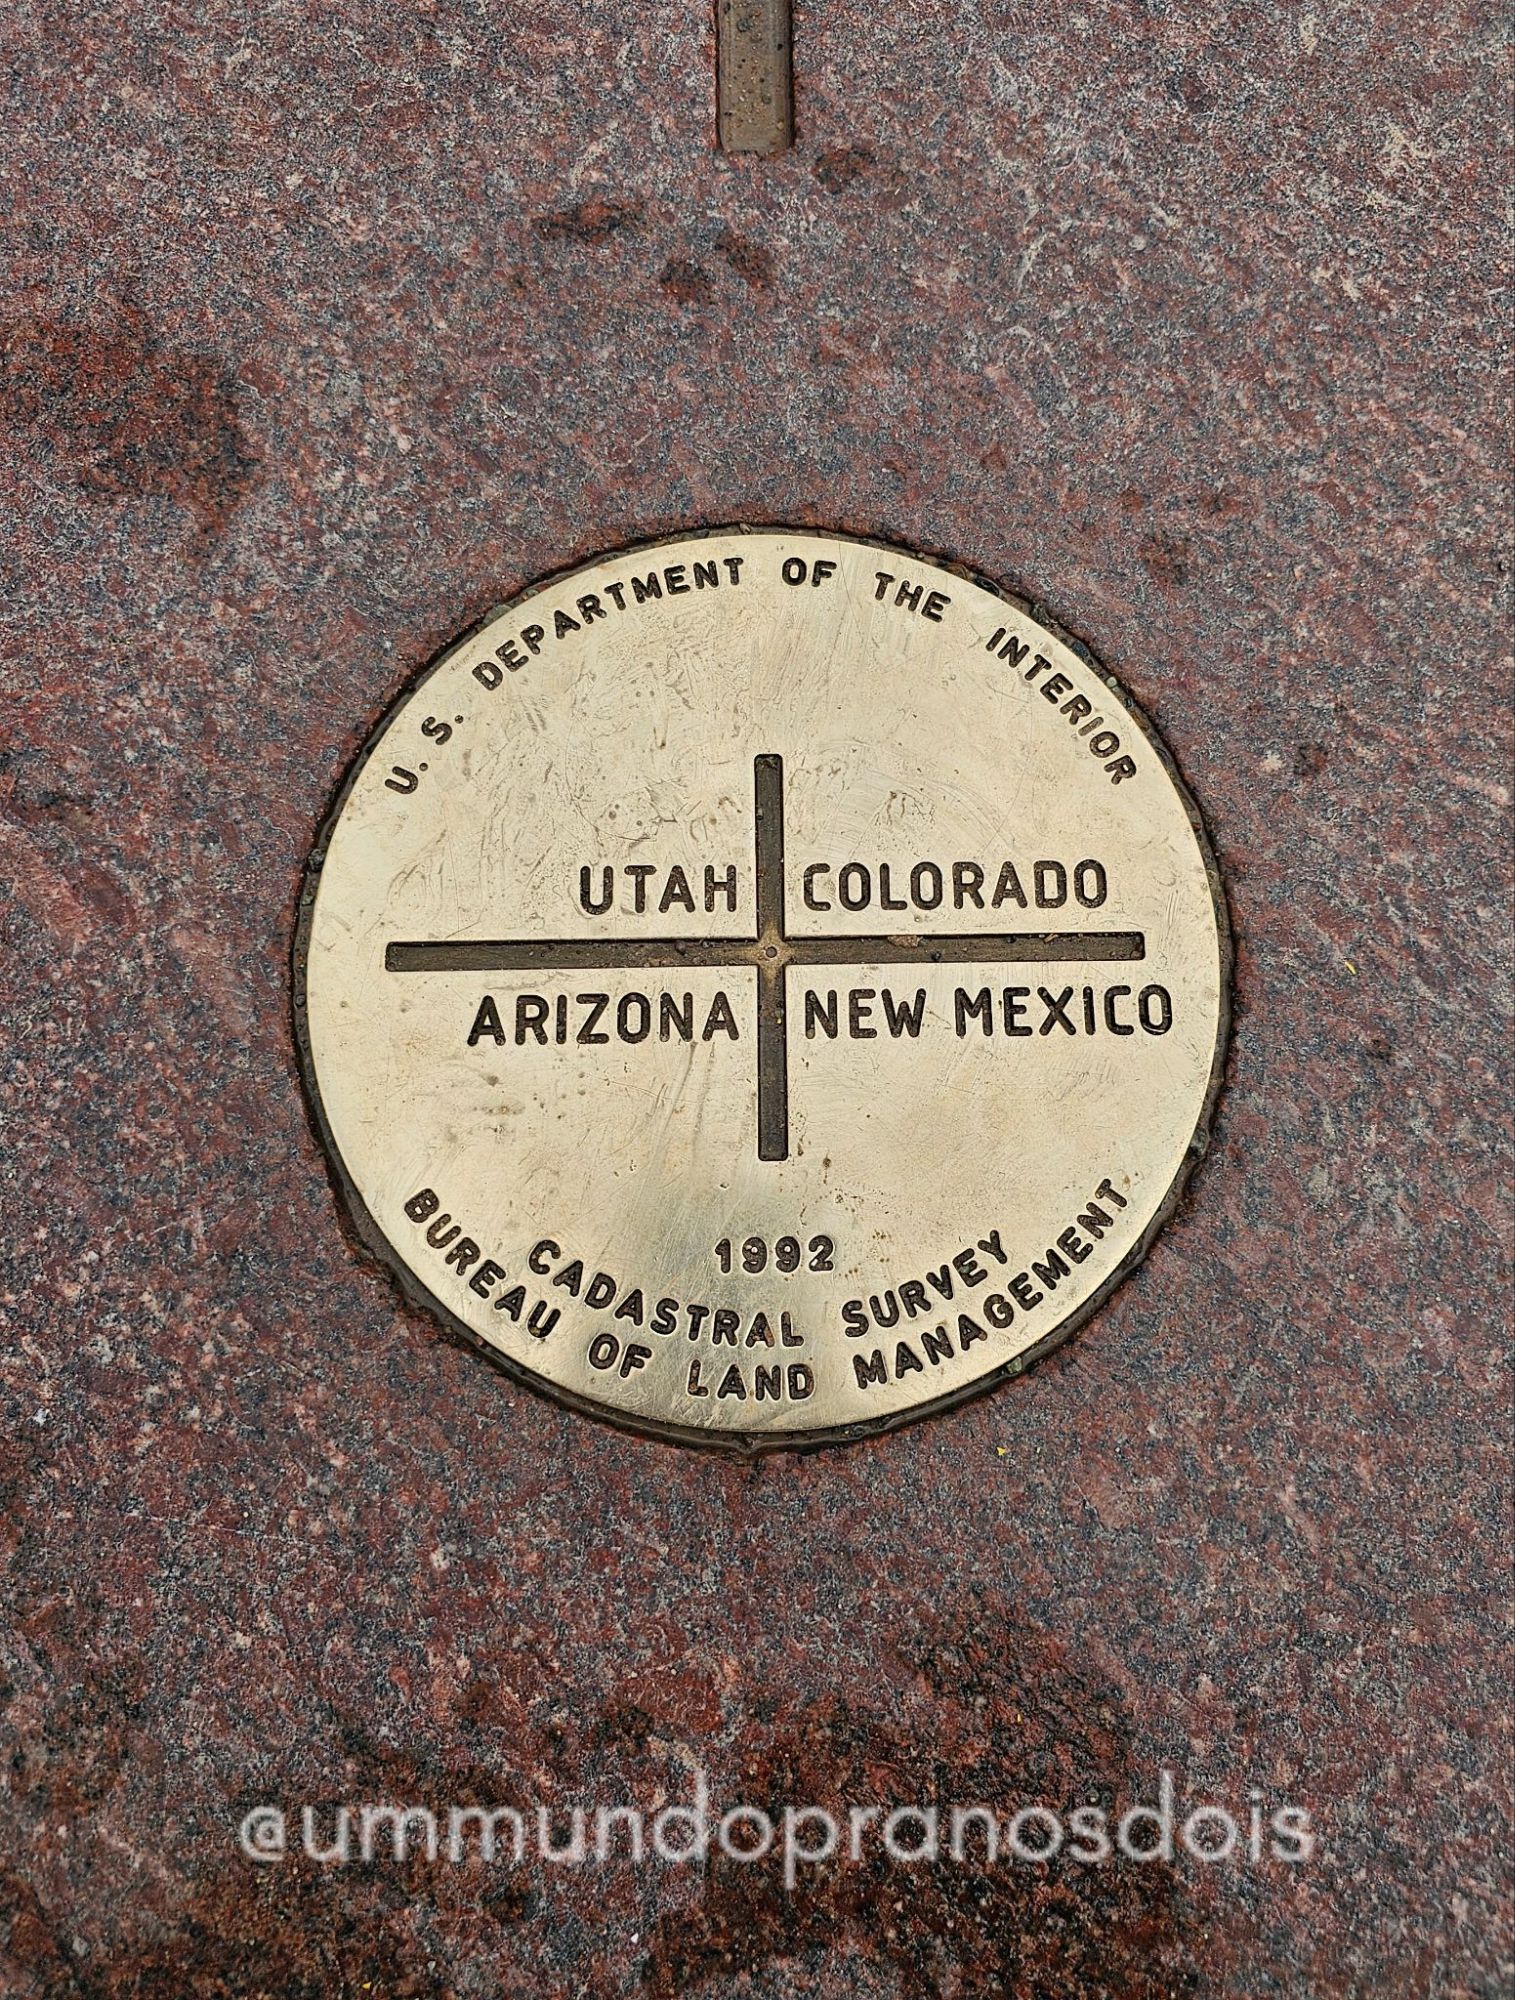 U.S. DEPARTMENT OF THE INTERIOR
UTAH COLORADO
ARIZONA NEW MEXICO
1992
CADASTRAL SURVEY
BUREAU OF LAND MANAGEMENT
@ummundopranosdois